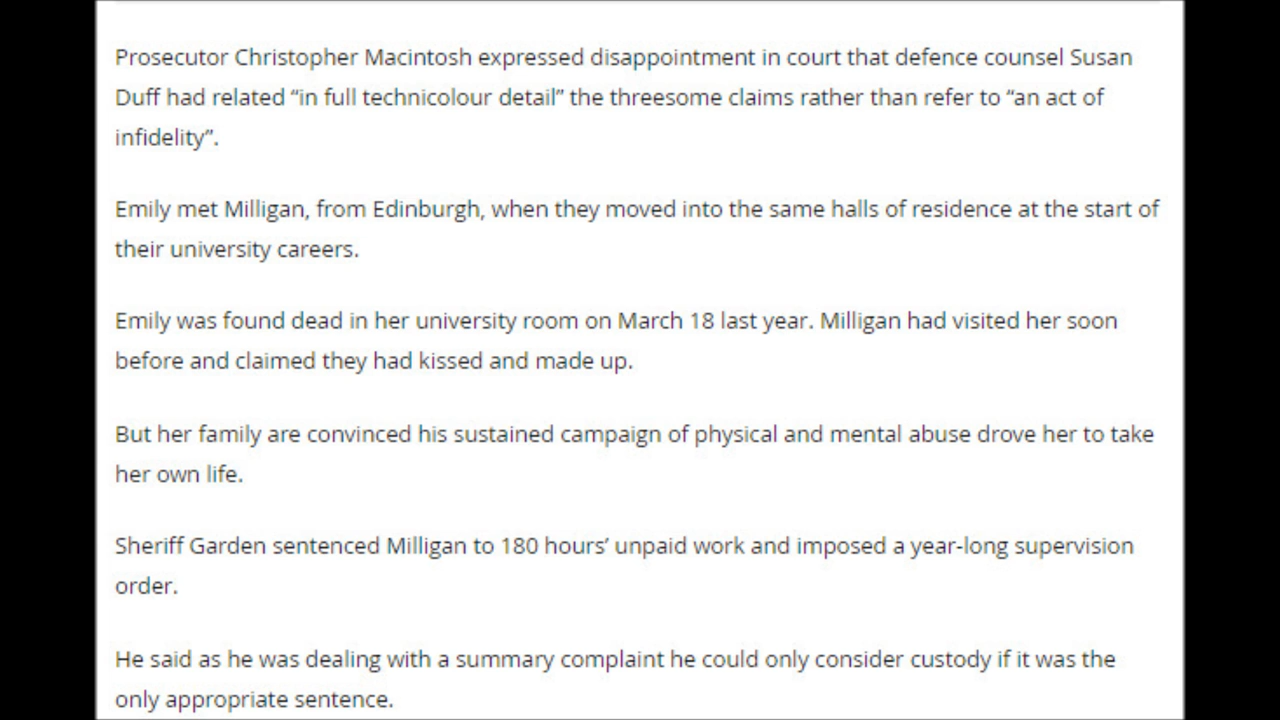 Prosecutor Christopher Macintosh expressed disappointment in court that defence counsel Susan
Duff had related “in full technicolour detail” the threesome claims rather than refer to “an act of
infidelity”.
Emily met Milligan, from Edinburgh, when they moved into the same halls of residence at the start of
their university careers.
Emily was found dead in her university room on March 18 last year. Milligan had visited her soon
before and claimed they had kissed and made up.
But her family are convinced his sustained campaign of physical and mental abuse drove her to take
her own life.
Sheriff Garden sentenced Milligan to 180 hours’ unpaid work and imposed a year-long supervision
order.
He said as he was dealing with a summary complaint he could only consider custody if it was the
only appropriate sentence.